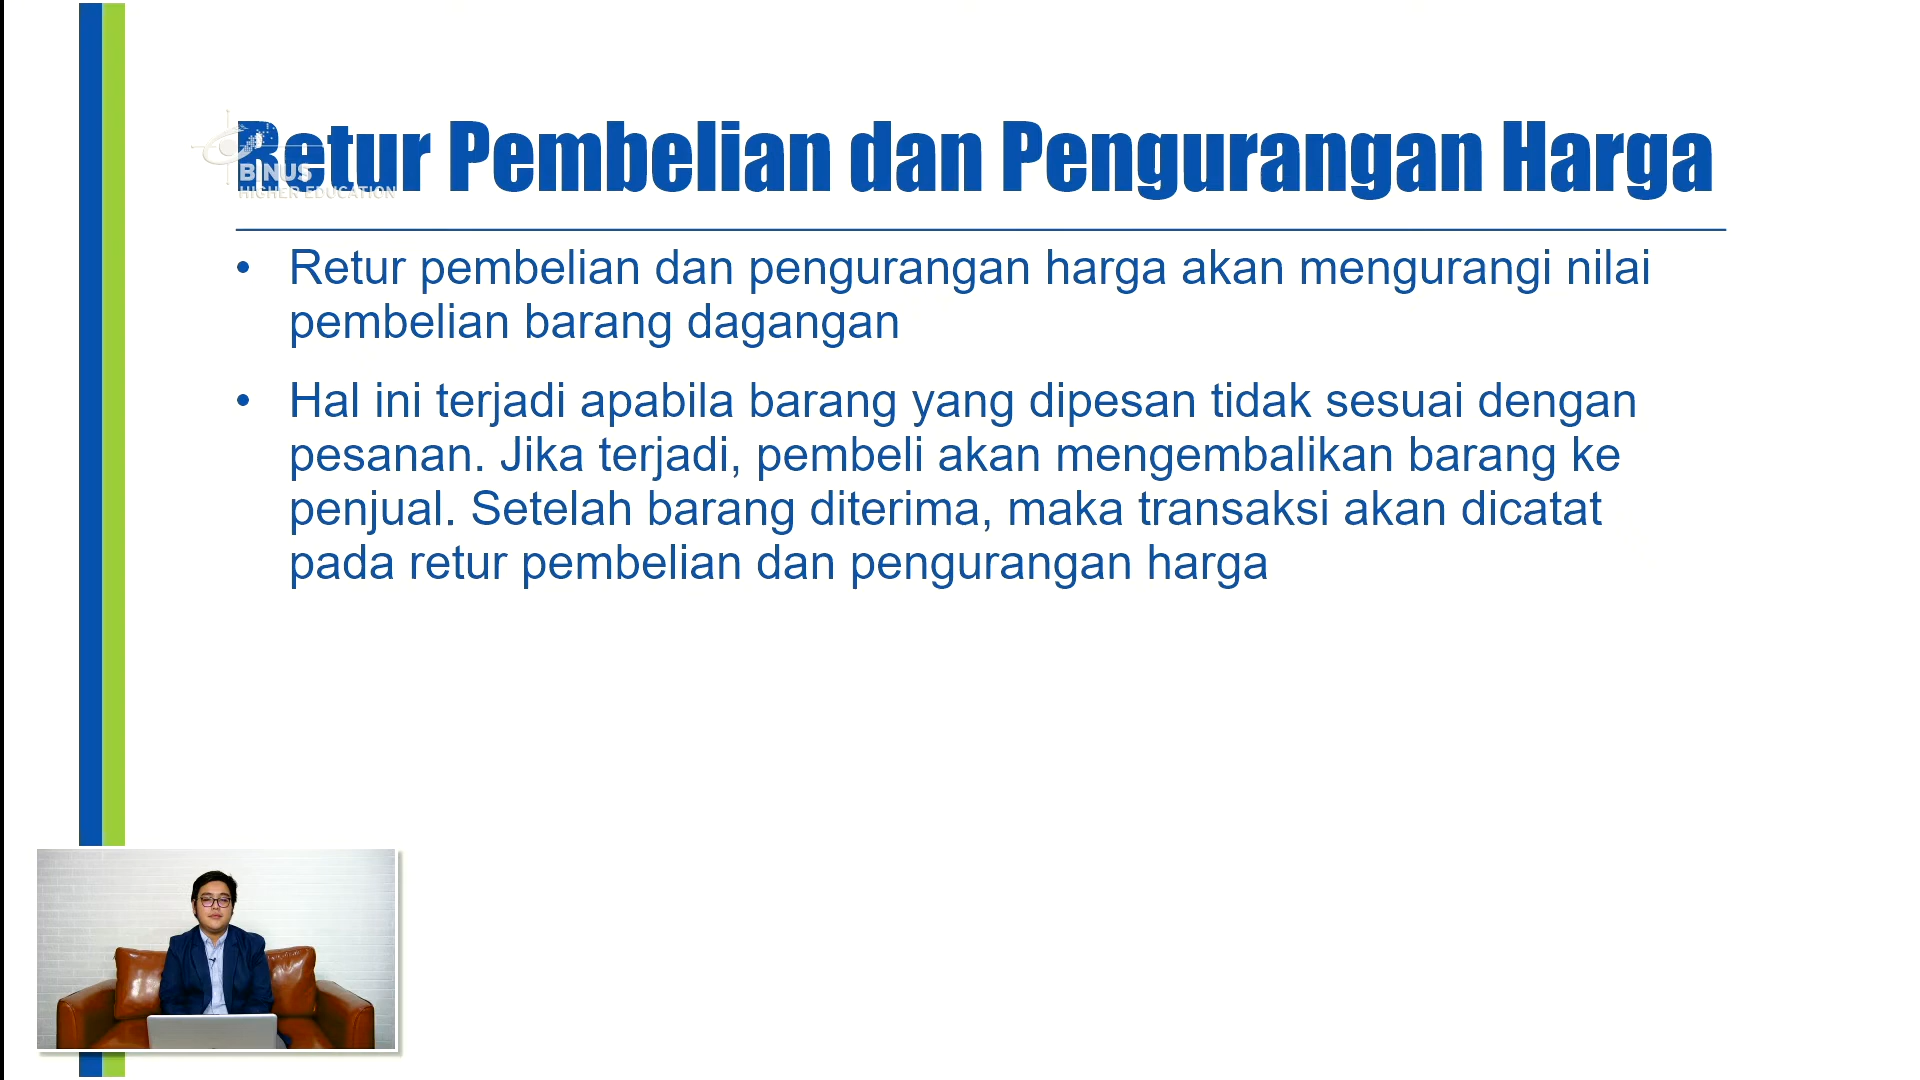 Retur Pembelian dan Pengurangan Harga
BINUS
HIGHER EDUCATION
• Retur pembelian dan pengurangan harga akan mengurangi nilai
pembelian barang dagangan
• Hal ini terjadi apabila barang yang dipesan tidak sesuai dengan
pesanan. Jika terjadi, pembeli akan mengembalikan barang ke
penjual. Setelah barang diterima, maka transaksi akan dicatat
pada retur pembelian dan pengurangan harga